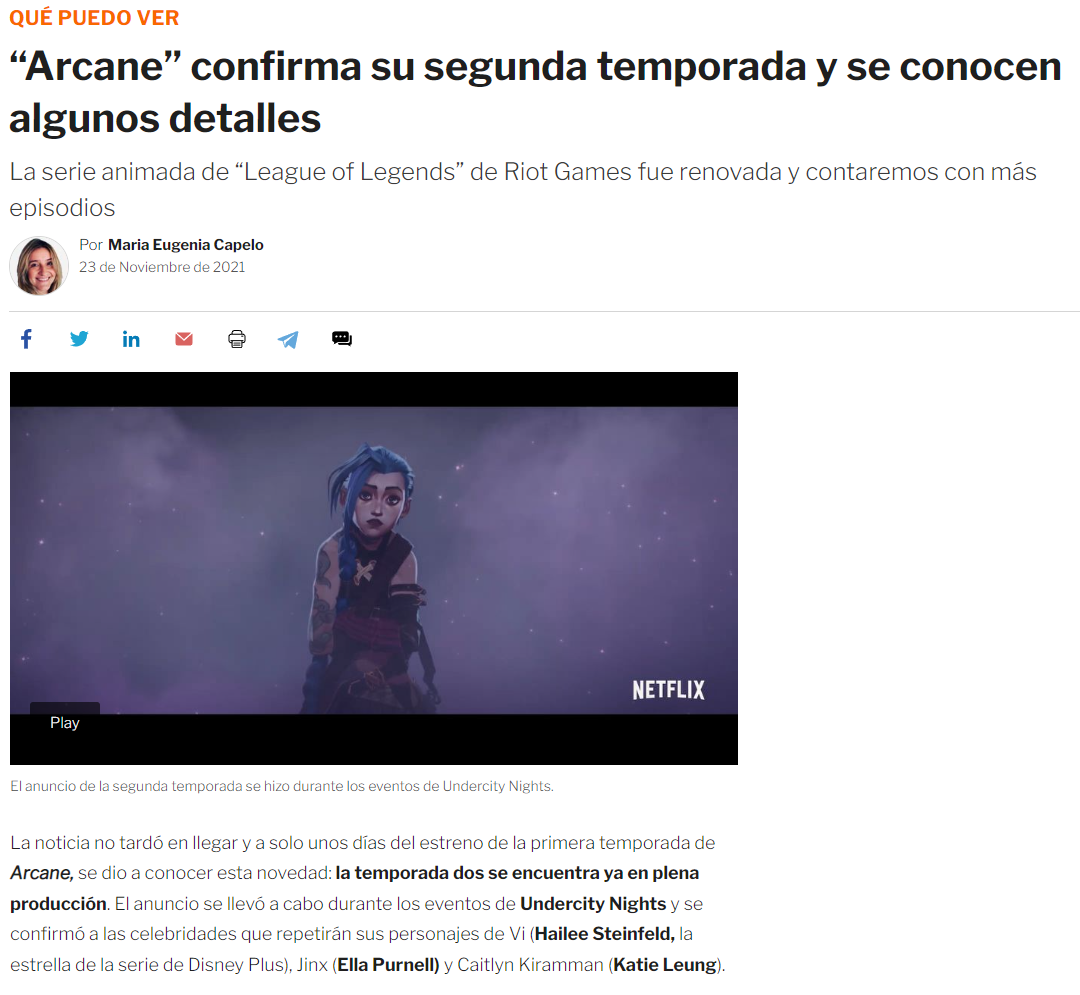 QUÉ PUEDO VER
“Arcane” confirma su segunda temporada y se conocen
algunos detalles
La serie animada de “League of Legends” de Riot Games fue renovada y contaremos con más
episodios
Por Maria Eugenia Capelo
23 de Noviembre de 2021
NETFLIX
Play
El anuncio de la segunda temporada se hizo durante los eventos de Undercity Nights.
La noticia no tardó en llegar y a solo unos días del estreno de la primera temporada de
Arcane, se dio a conocer esta novedad: la temporada dos se encuentra ya en plena
producción. El anuncio se llevó a cabo durante los eventos de Undercity Nights y se
confirmó a las celebridades que repetirán sus personajes de Vi (Hailee Steinfeld, la
estrella de la serie de Disney Plus), Jinx (Ella Purnell) y Caitlyn Kiramman (Katie Leung).